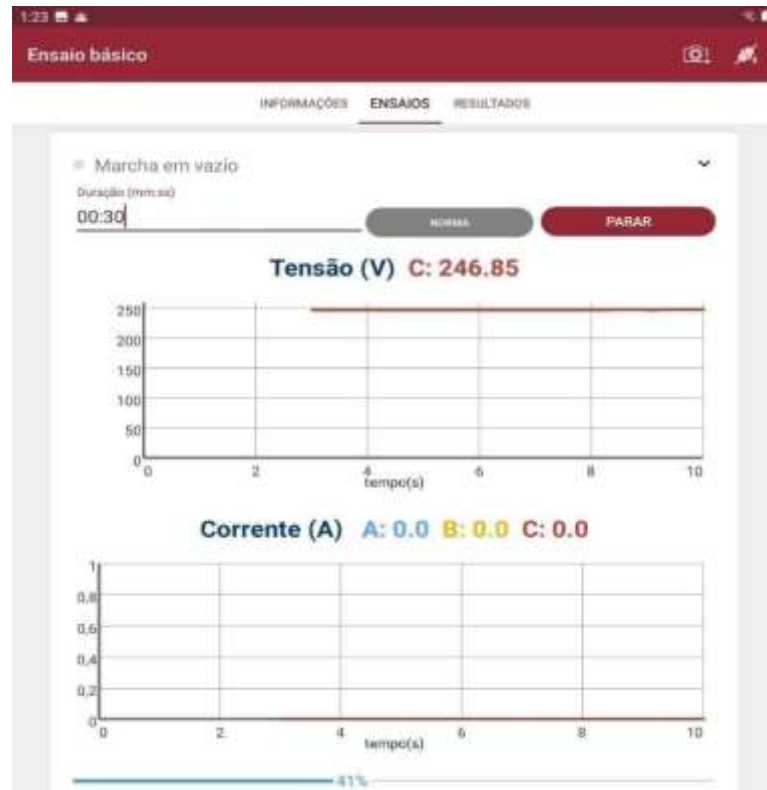 1:23
Ensaio básico
INFORMAÇÕES ENSAIOS RESULTADOS
Marcha em vazio
Duração (mm:ss)
00:30 NORMA PARAR
Tensão (V) C: 246.85
250
200
150
100
50
0
0 2 4 6 8 10
tempo(s)
Corrente (A) A: 0.0 B: 0.0 C: 0.0
1
0,8
0,6
0,4
0,2
0
0 2 4 6 8 10
tempo(s)
41%